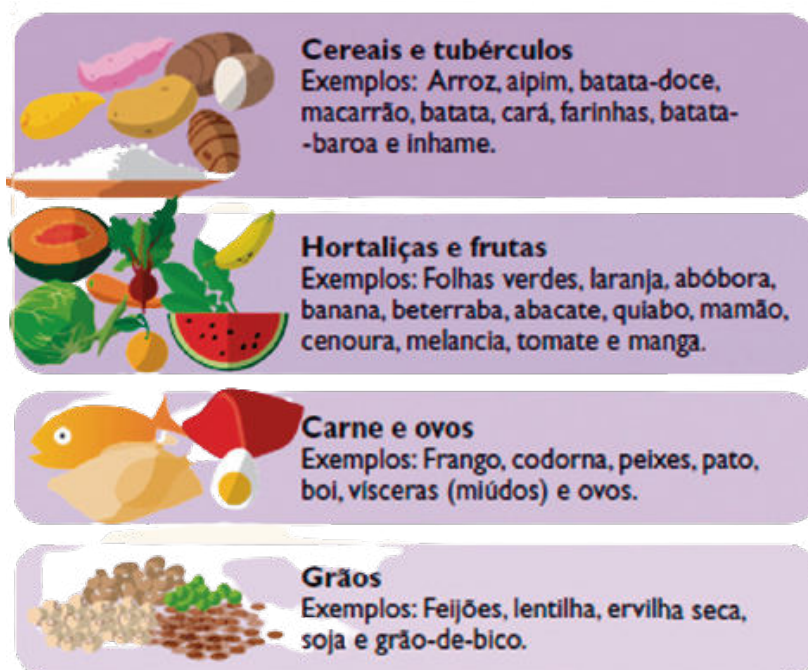 Cereais e tubérculos
Exemplos: Arroz, aipim, batata-doce,
macarrão, batata, cará, farinhas, batata-
-baroa e inhame.
Hortaliças e frutas
Exemplos: Folhas verdes, laranja, abóbora,
banana, beterraba, abacate, quiabo, mamão,
cenoura, melancia, tomate e manga.
Carne e ovos
Exemplos: Frango, codorna, peixes, pato,
boi, vísceras (miúdos) e ovos.
Grãos
Exemplos: Feijões, lentilha, ervilha seca,
soja e grão-de-bico.